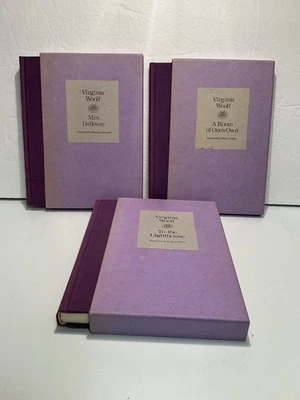 Virginia
Woolf
Mrs.
Dalloway
Virginia
Woolf
A Room
of One's Own
Virginia
Woolf
To the
Lighthouse